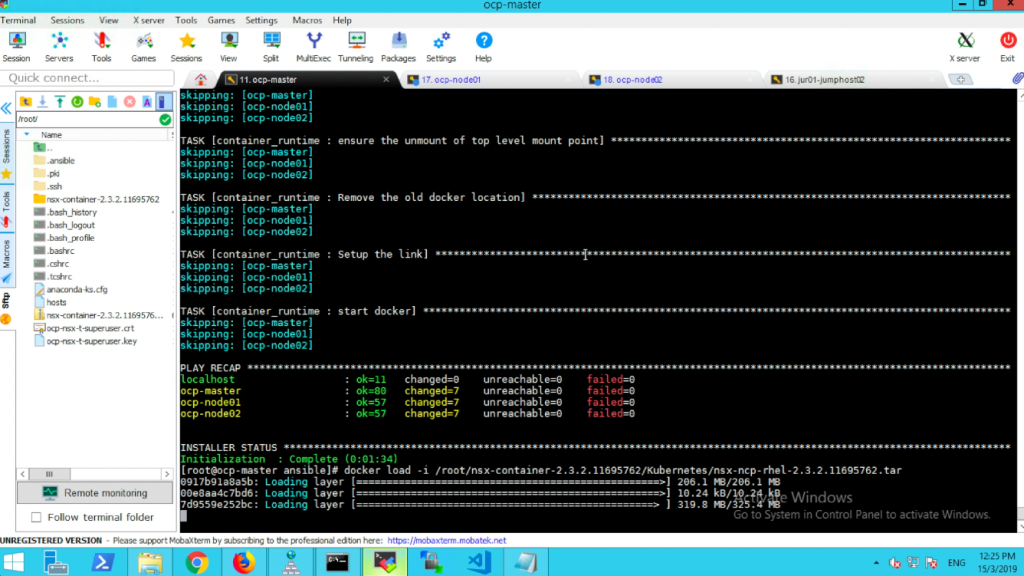 ocp-master
Terminal Sessions View X server Tools Games Settings Macros Help
Session Servers Tools Games Sessions View Split MultiExec Tunneling Packages Settings Help X server Exit
Quick connect...
11. ocp-master
17. ocp-node01
18. ocp-node02
16. jur01-jumphost02
/root/
Name
..
.ansible
.pki
.ssh
nsx-container-2.3.2.11695762
.bash_history
.bash_logout
.bash_profile
.bashrc
.cshrc
.tcshrc
anaconda-ks.cfg
hosts
nsx-container-2.3.2.1169576...
ocp-nsx-t-superuser.crt
ocp-nsx-t-superuser.key
Sessions
Tools
Macros
Sftp
Remote monitoring
Follow terminal folder
skipping: [ocp-master]
skipping: [ocp-node01]
skipping: [ocp-node02]
TASK [container_runtime : ensure the unmount of top level mount point] ******************************************************************
skipping: [ocp-master]
skipping: [ocp-node01]
skipping: [ocp-node02]
TASK [container_runtime : Remove the old docker location] *******************************************************************************
skipping: [ocp-master]
skipping: [ocp-node01]
skipping: [ocp-node02]
TASK [container_runtime : Setup the link] ***********************************************************************************************
skipping: [ocp-master]
skipping: [ocp-node01]
skipping: [ocp-node02]
TASK [container_runtime : start docker] *************************************************************************************************
skipping: [ocp-master]
skipping: [ocp-node01]
skipping: [ocp-node02]
PLAY RECAP ******************************************************************************************************************************
localhost : ok=11 changed=0 unreachable=0 failed=0
ocp-master : ok=80 changed=7 unreachable=0 failed=0
ocp-node01 : ok=57 changed=7 unreachable=0 failed=0
ocp-node02 : ok=57 changed=7 unreachable=0 failed=0
INSTALLER STATUS ************************************************************************************************************************
Initialization : Complete (0:01:34)
[root@ocp-master ansible]# docker load -i /root/nsx-container-2.3.2.11695762/Kubernetes/nsx-ncp-rhel-2.3.2.11695762.tar
0917b91a8a5b: Loading layer [==================================================>] 206.1 MB/206.1 MB
00e8aa4c7bd6: Loading layer [==================================================>] 10.24 kB/10.24 kB
7d9559e252bc: Loading layer [=================================================> ] 319.8 MB/325.4 MB
Activate Windows
Go to System in Control Panel to activate Windows.
UNREGISTERED VERSION - Please support MobaXterm by subscribing to the professional edition here: https://mobaxterm.mobatek.net
ENG
12:25 PM
15/3/2019